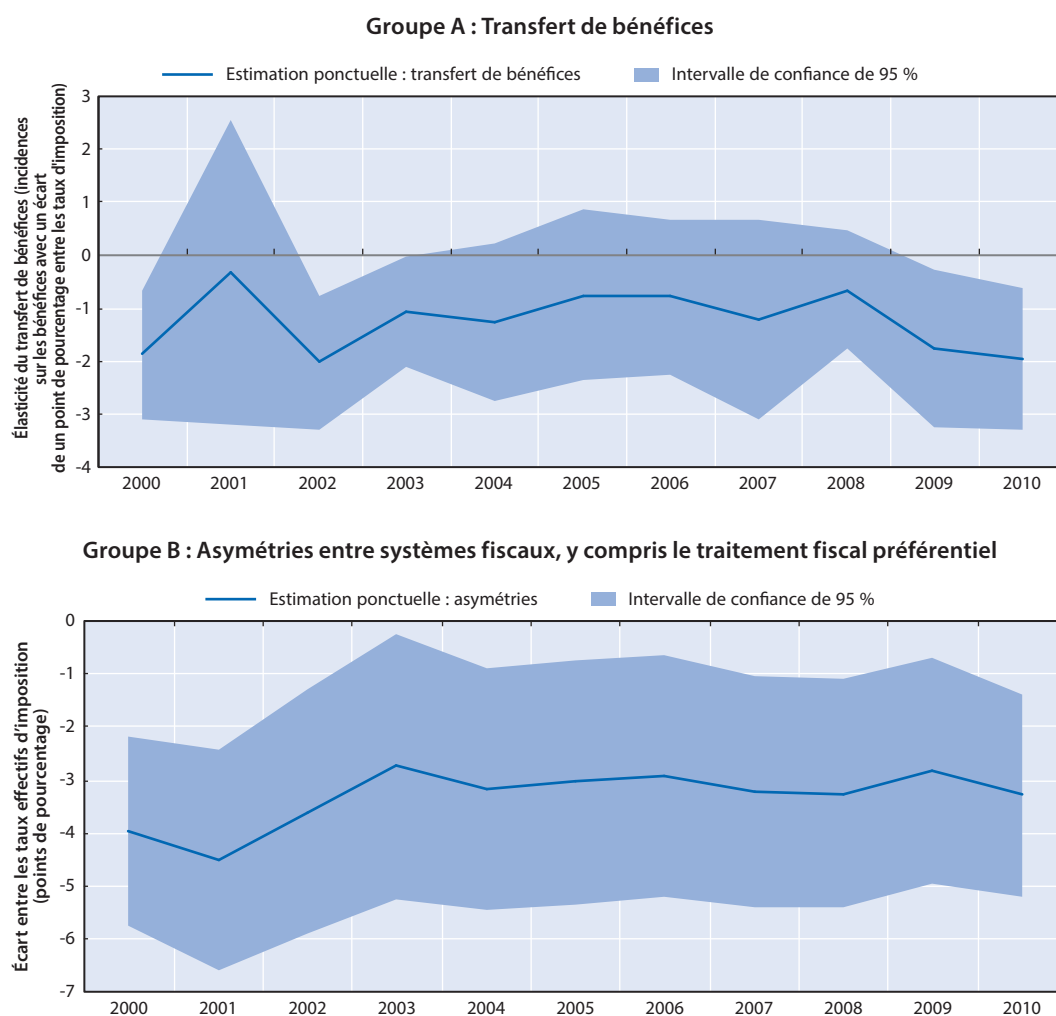 Groupe A : Transfert de bénéfices
Estimation ponctuelle : transfert de bénéfices
Intervalle de confiance de 95 %
Élasticité du transfert de bénéfices (incidences
sur les bénéfices avec un écart
de un point de pourcentage entre les taux d'imposition)
3
2
1
0
-1
-2
-3
-4
2000 2001 2002 2003 2004 2005 2006 2007 2008 2009 2010
Groupe B : Asymétries entre systèmes fiscaux, y compris le traitement fiscal préférentiel
Estimation ponctuelle : asymétries
Intervalle de confiance de 95 %
Écart entre les taux effectifs d’imposition
(points de pourcentage)
0
-1
-2
-3
-4
-5
-6
-7
2000 2001 2002 2003 2004 2005 2006 2007 2008 2009 2010